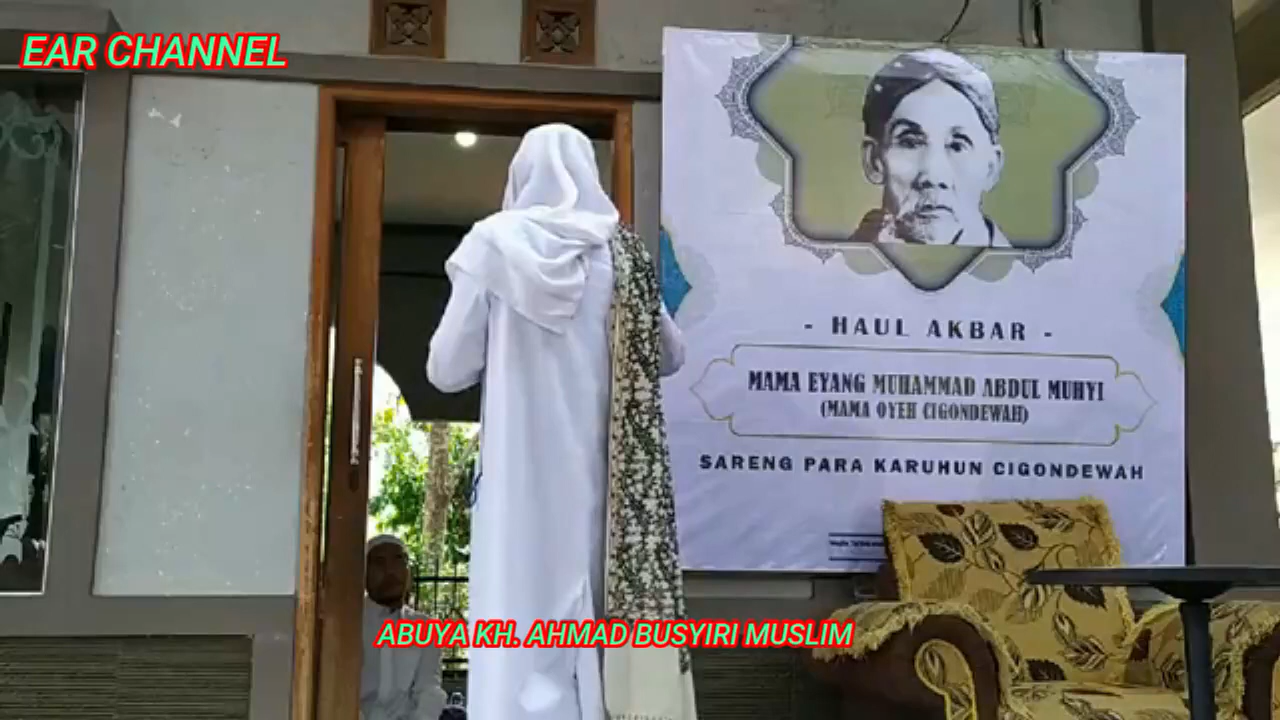 EAR CHANNEL
- HAUL AKBAR -
MAMA EYANG MUHAMMAD ABDUL MUHYI
(MAMA OYEH CIGONDEWAH)
SARENG PARA KARUHUN CIGONDEWAH
ABUYA KH. AHMAD BUSYIRI MUSLIM